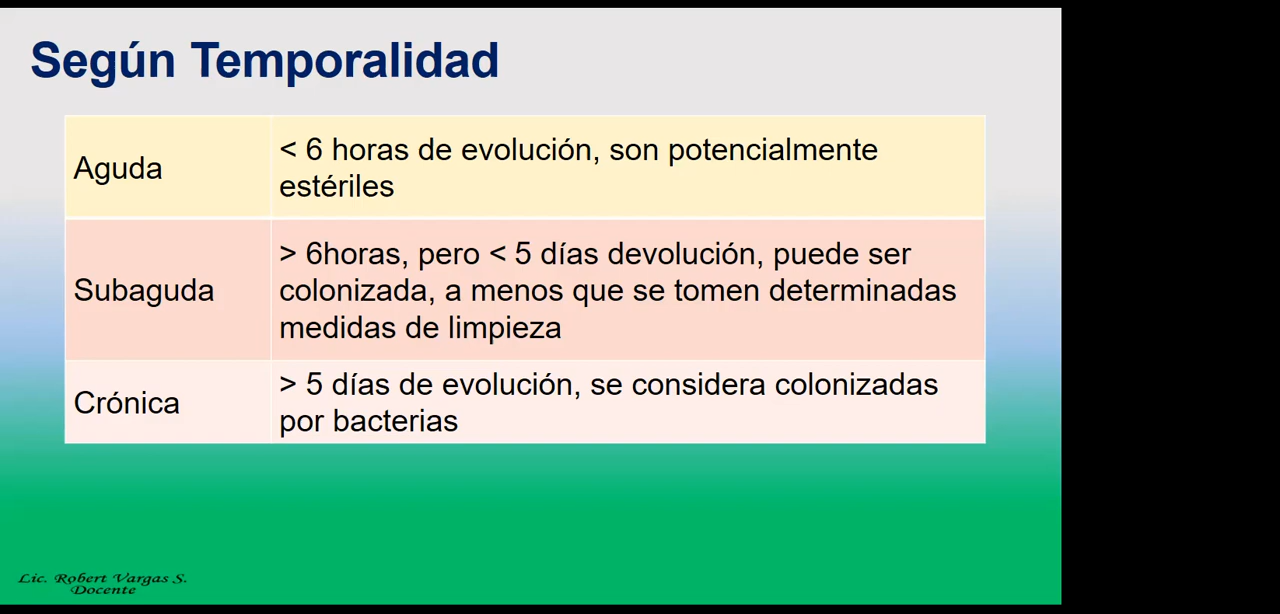 Según Temporalidad
Aguda
< 6 horas de evolución, son potencialmente
estériles
Subaguda
> 6horas, pero < 5 días devolución, puede ser
colonizada, a menos que se tomen determinadas
medidas de limpieza
Crónica
> 5 días de evolución, se considera colonizadas
por bacterias
Lic. Robert Vargas S.
Docente